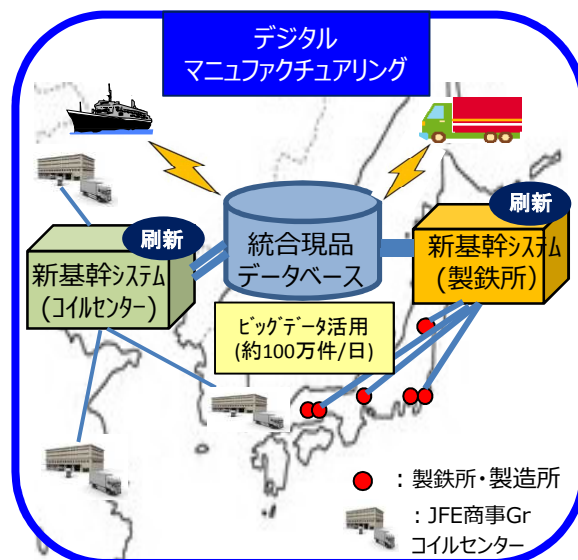 デジタル
マニュファクチュアリング
刷新
新基幹システム
(コイルセンター)
統合現品
データベース
刷新
新基幹システム
(製鉄所)
ビッグデータ活用
(約100万件/日)
：製鉄所・製造所
：JFE商事Gr
コイルセンター